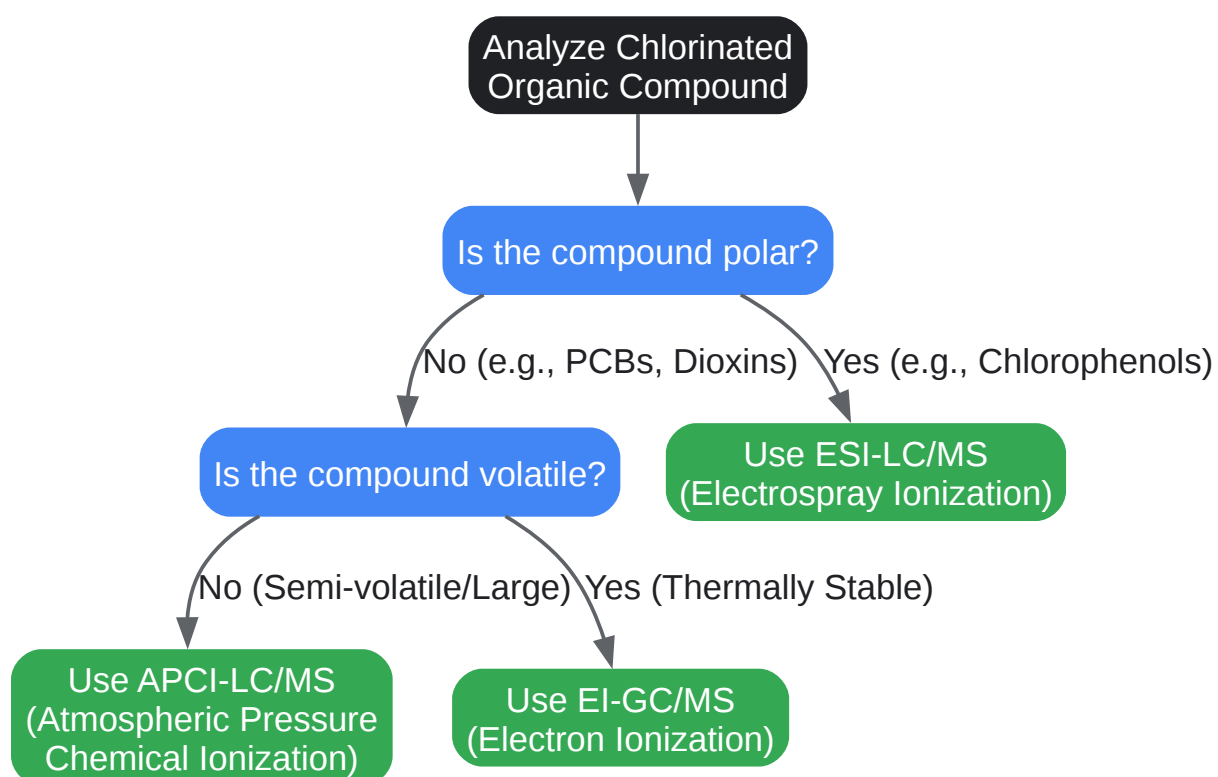 Analyze Chlorinated
Organic Compound
Is the compound polar?
No (e.g., PCBs, Dioxins)
Yes (e.g., Chlorophenols)
Is the compound volatile?
Use ESI-LC/MS
(Electrospray Ionization)
No (Semi-volatile/Large)
Yes (Thermally Stable)
Use APCI-LC/MS
(Atmospheric Pressure
Chemical Ionization)
Use EI-GC/MS
(Electron Ionization)